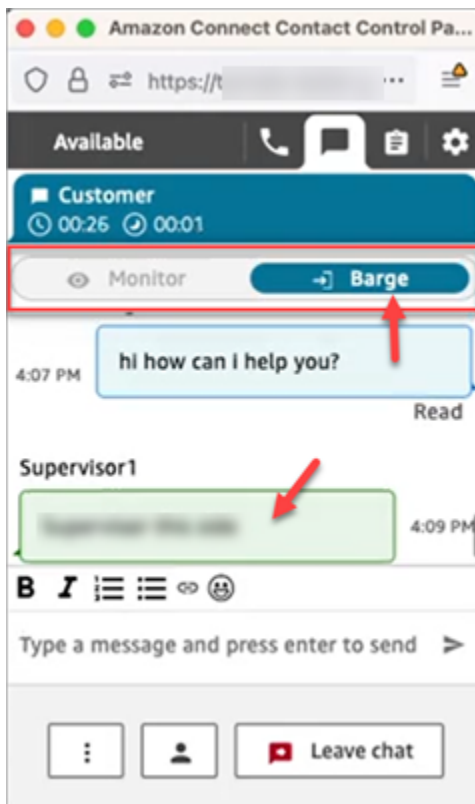 Amazon Connect Contact Control Pa...
https://t ...
Available
Customer
00:26 00:01
Monitor Barge
hi how can i help you?
4:07 PM
Read
Supervisor1
4:09 PM
B I
Type a message and press enter to send
Leave chat